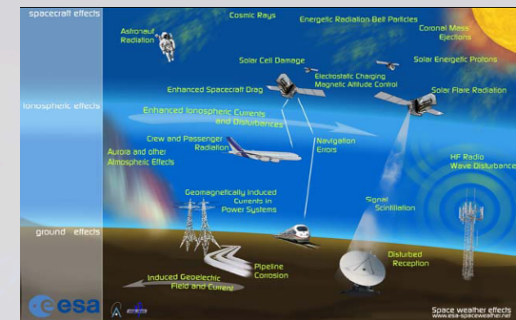 spacecraft effects
Cosmic Rays
Energetic Radiation Belt Particles
Coronal Mass
Ejections
Astronaut
Radiation
Solar Cell Damage
Solar Energetic Protons
Electrostatic Charging
Magnetic Attitude Control
Enhanced Spacecraft Drag
Solar Flare Radiation
Ionospheric effects
Enhanced Ionospheric Currents
and Disturbances
Crew and Passenger
Radiation
Navigation
Errors
Aurora and other
Atmospheric Effects
HF Radio
Wave Disturbance
Geomagnetically Induced
Currents in
Power Systems
Signal
Scintillation
ground effects
Disturbed
Reception
Pipeline
Corrosion
Induced Geoelectric
Field and Current
esa
Space weather effects
www.esa-spaceweather.net